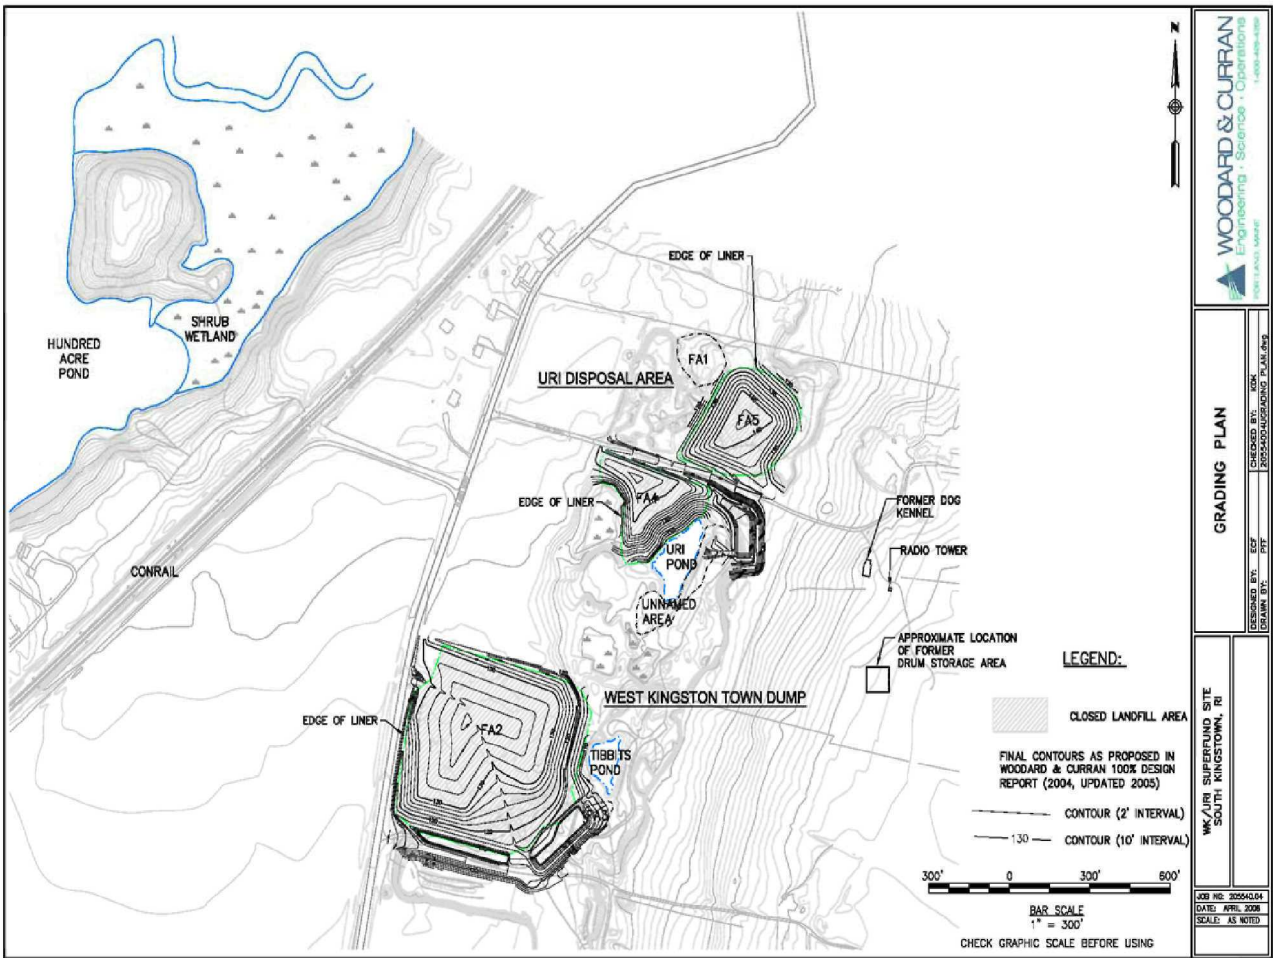 N
EDGE OF LINER
SHRUB
WETLAND
HUNDRED
ACRE
POND
FA1
URI DISPOSAL AREA
FA5
FA4
EDGE OF LINER
FORMER DOG
KENNEL
RADIO TOWER
URI
POND
CONRAIL
UNNAMED
AREA
APPROXIMATE LOCATION
OF FORMER
DRUM STORAGE AREA
WEST KINGSTON TOWN DUMP
EDGE OF LINER
FA2
TIBBITS
POND
130
LEGEND:
CLOSED LANDFILL AREA
FINAL CONTOURS AS PROPOSED IN
WOODARD & CURRAN 100% DESIGN
REPORT (2004, UPDATED 2005)
CONTOUR (2' INTERVAL)
130 CONTOUR (10' INTERVAL)
300' 0 300' 600'
BAR SCALE
1" = 300'
CHECK GRAPHIC SCALE BEFORE USING
WOODARD & CURRAN
Engineering · Science · Operations
PORTLAND, MAINE
GRADING PLAN
DESIGNED BY: ECF
DRAWN BY: PFF
CHECKED BY: KDK
WK/URI SUPERFUND SITE
SOUTH KINGSTOWN, RI
JOB NO: 205540.04
DATE: APRIL 2006
SCALE: AS NOTED